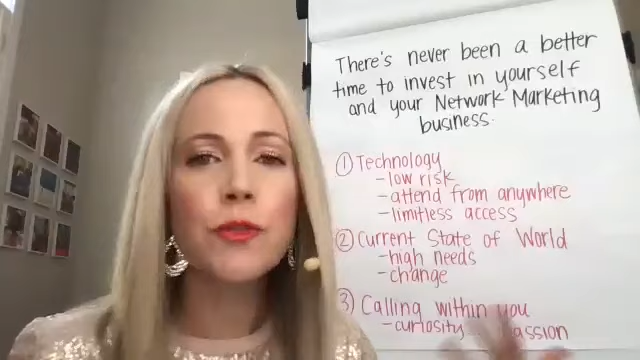 There's never been a better
time to invest in yourself
and your Network Marketing
business.
① Technology
- low risk
- attend from anywhere
- limitless access
② Current State of World
- high needs
- change
③ Calling within you
- curiosity